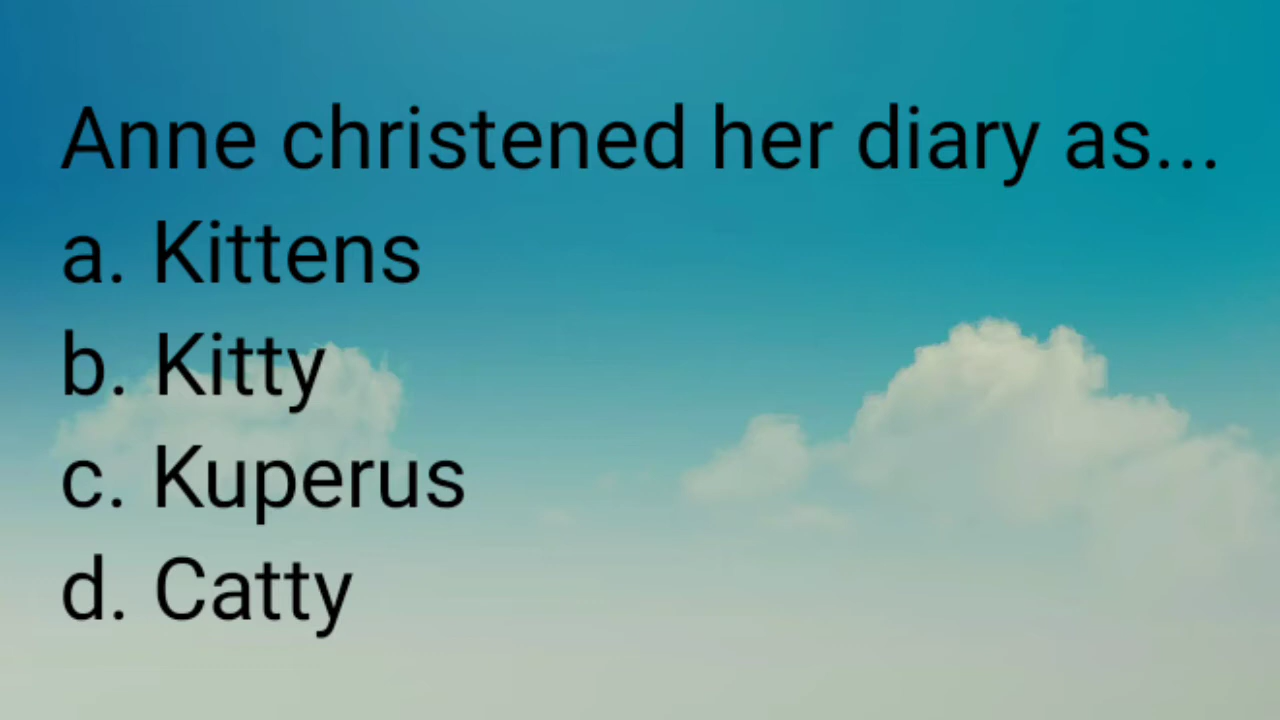 Anne christened her diary as...
a. Kittens
b. Kitty
c. Kuperus
d. Catty